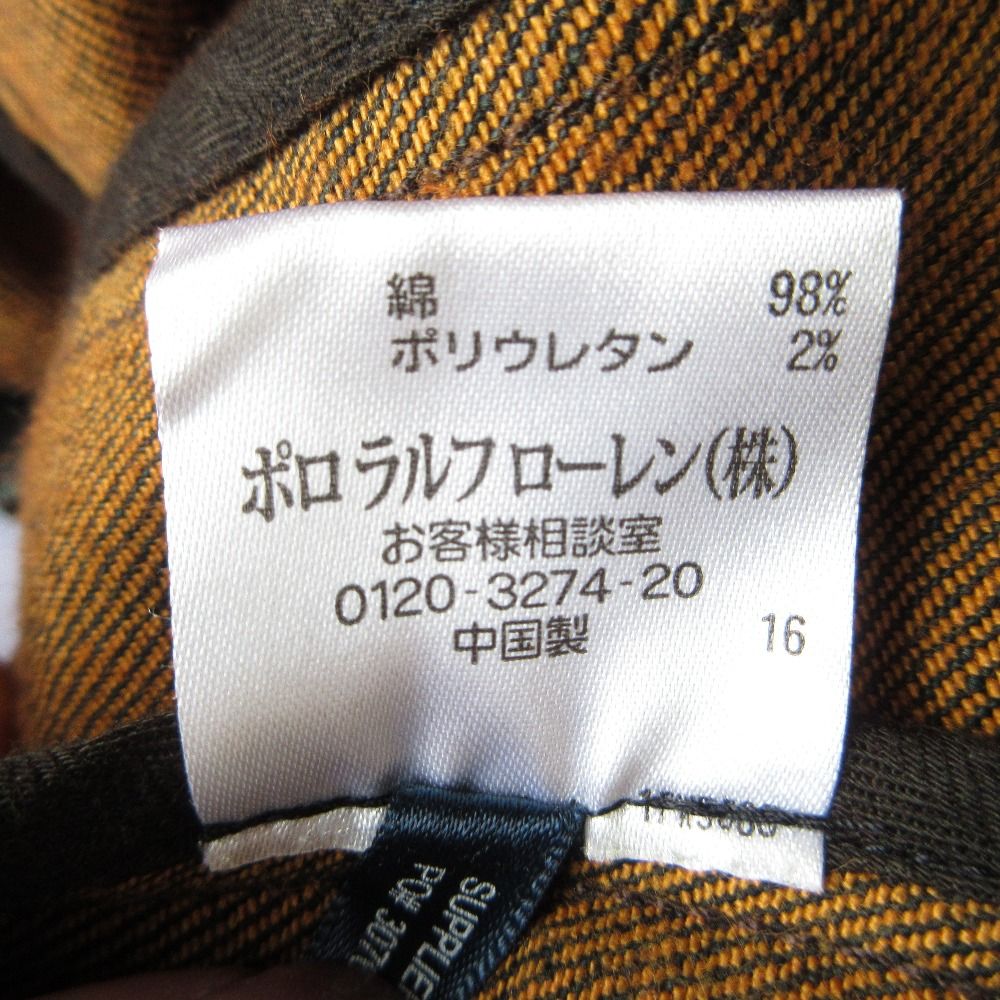 綿 98%
ポリウレタン 2%
ポロ ラルフ ローレン(株)
お客様相談室
0120-3274-20
中国製 16